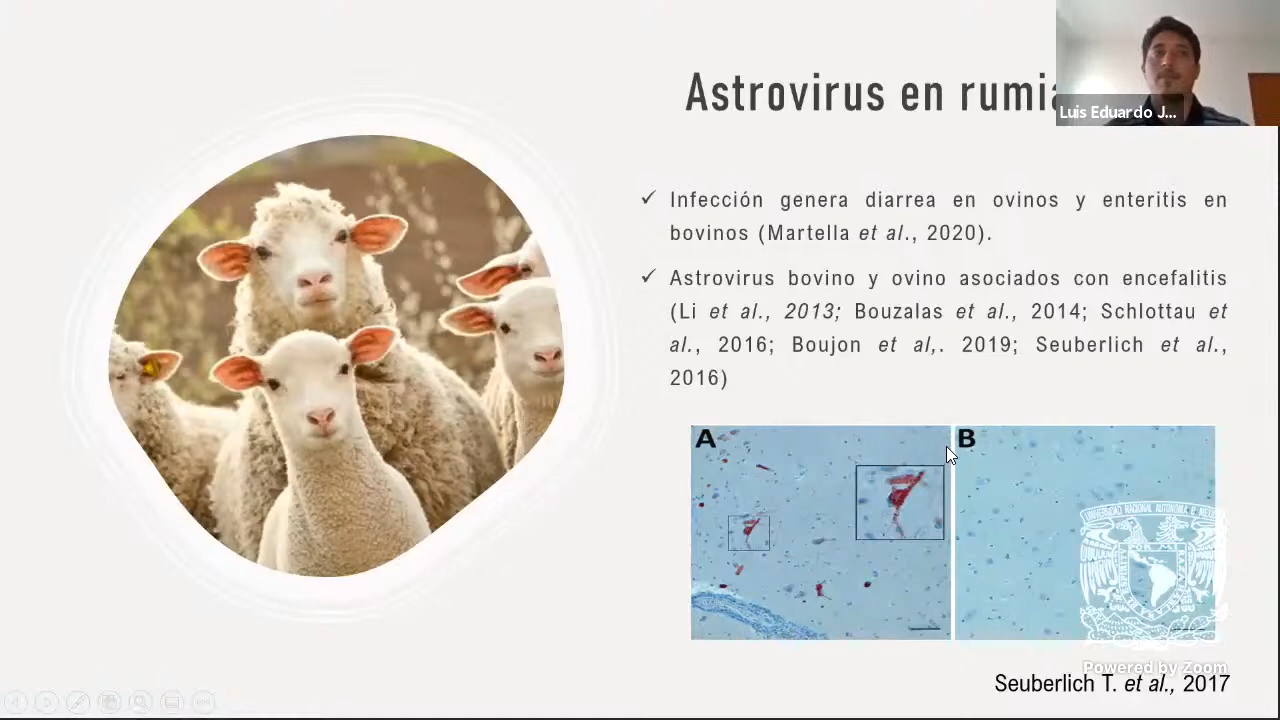 Astrovirus en
Luis Eduardo J...
✓ Infección genera diarrea en ovinos y enteritis en
bovinos (Martella et al., 2020).
✓ Astrovirus bovino y ovino asociados con encefalitis
(Li et al., 2013; Bouzalas et al., 2014; Schlottau et
al., 2016; Boujon et al,. 2019; Seuberlich et al.,
2016)
A
B
Powered by Zoom
Seuberlich T. et al., 2017